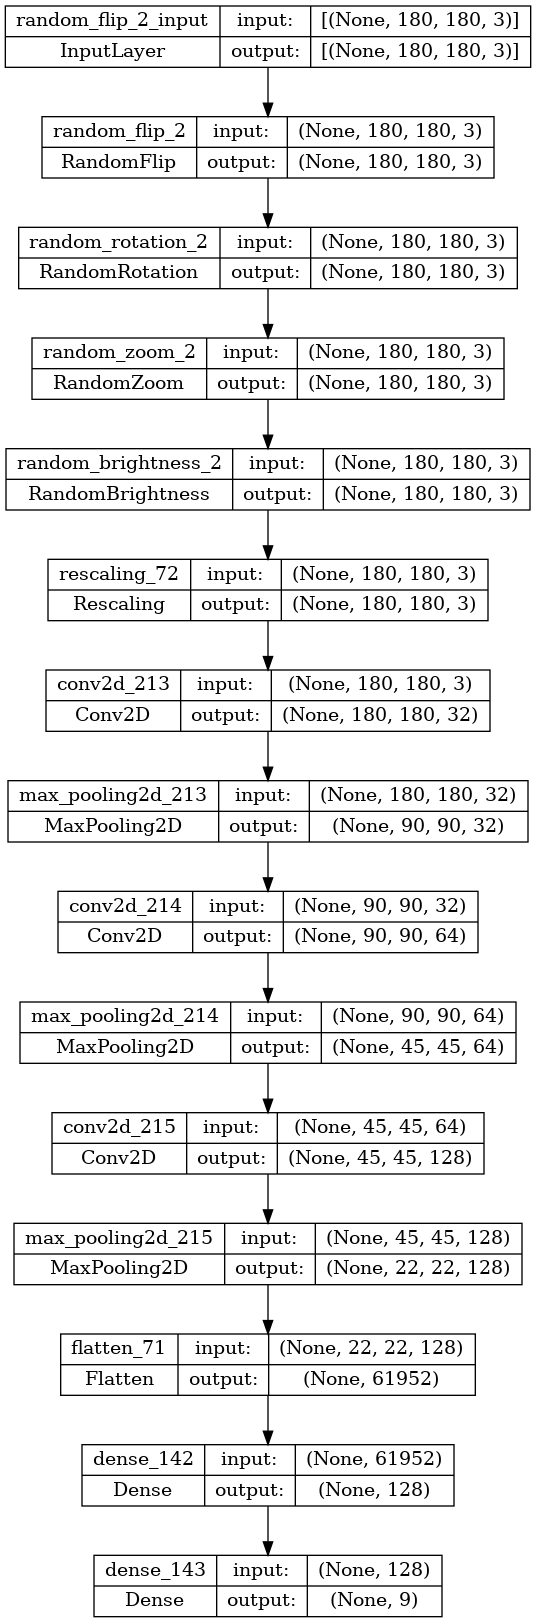 random_flip_2_input input: [(None, 180, 180, 3)]
InputLayer output: [(None, 180, 180, 3)]
random_flip_2 input: (None, 180, 180, 3)
RandomFlip output: (None, 180, 180, 3)
random_rotation_2 input: (None, 180, 180, 3)
RandomRotation output: (None, 180, 180, 3)
random_zoom_2 input: (None, 180, 180, 3)
RandomZoom output: (None, 180, 180, 3)
random_brightness_2 input: (None, 180, 180, 3)
RandomBrightness output: (None, 180, 180, 3)
rescaling_72 input: (None, 180, 180, 3)
Rescaling output: (None, 180, 180, 3)
conv2d_213 input: (None, 180, 180, 3)
Conv2D output: (None, 180, 180, 32)
max_pooling2d_213 input: (None, 180, 180, 32)
MaxPooling2D output: (None, 90, 90, 32)
conv2d_214 input: (None, 90, 90, 32)
Conv2D output: (None, 90, 90, 64)
max_pooling2d_214 input: (None, 90, 90, 64)
MaxPooling2D output: (None, 45, 45, 64)
conv2d_215 input: (None, 45, 45, 64)
Conv2D output: (None, 45, 45, 128)
max_pooling2d_215 input: (None, 45, 45, 128)
MaxPooling2D output: (None, 22, 22, 128)
flatten_71 input: (None, 22, 22, 128)
Flatten output: (None, 61952)
dense_142 input: (None, 61952)
Dense output: (None, 128)
dense_143 input: (None, 128)
Dense output: (None, 9)